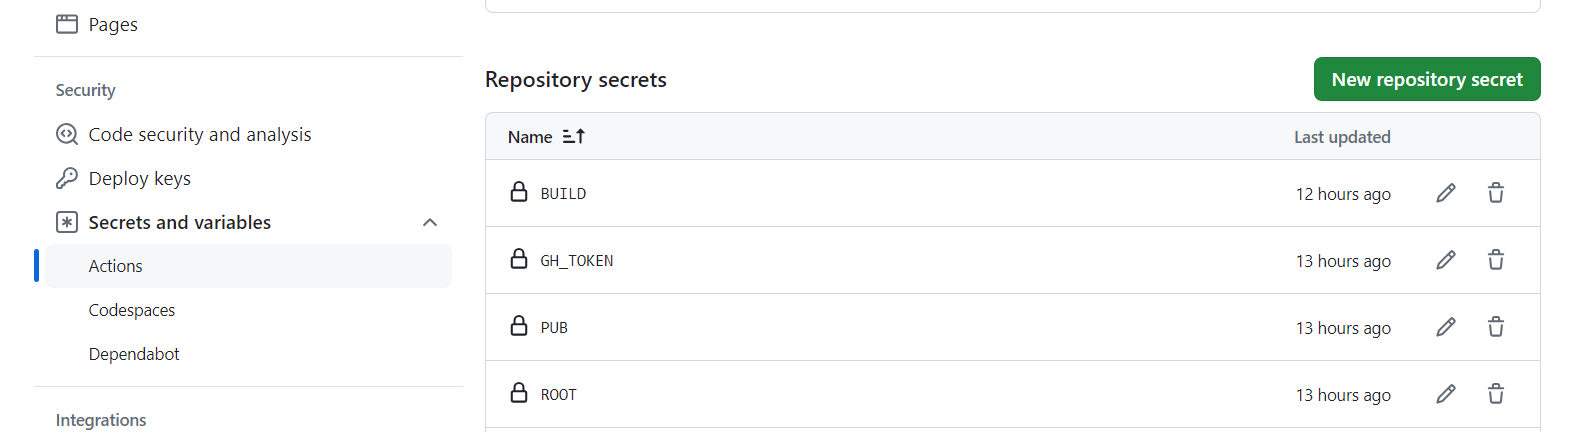 Pages
Security
Code security and analysis
Deploy keys
Secrets and variables
Actions
Codespaces
Dependabot
Integrations
Repository secrets
New repository secret
Name Last updated
BUILD 12 hours ago
GH_TOKEN 13 hours ago
PUB 13 hours ago
ROOT 13 hours ago